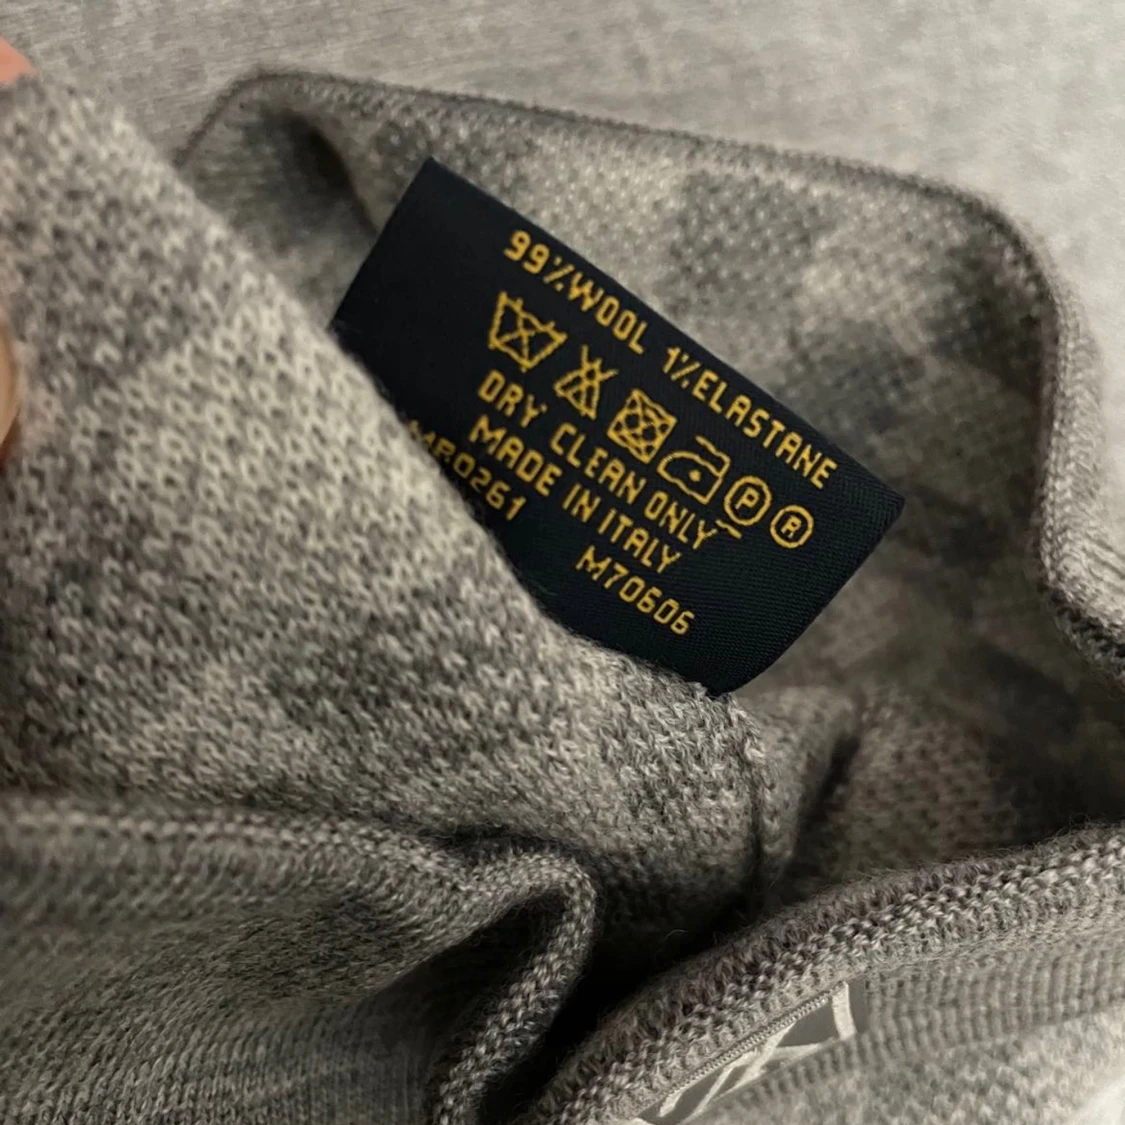 99% WOOL 1% ELASTANE
P R
DRY CLEAN ONLY
MADE IN ITALY
MR0261
M70606